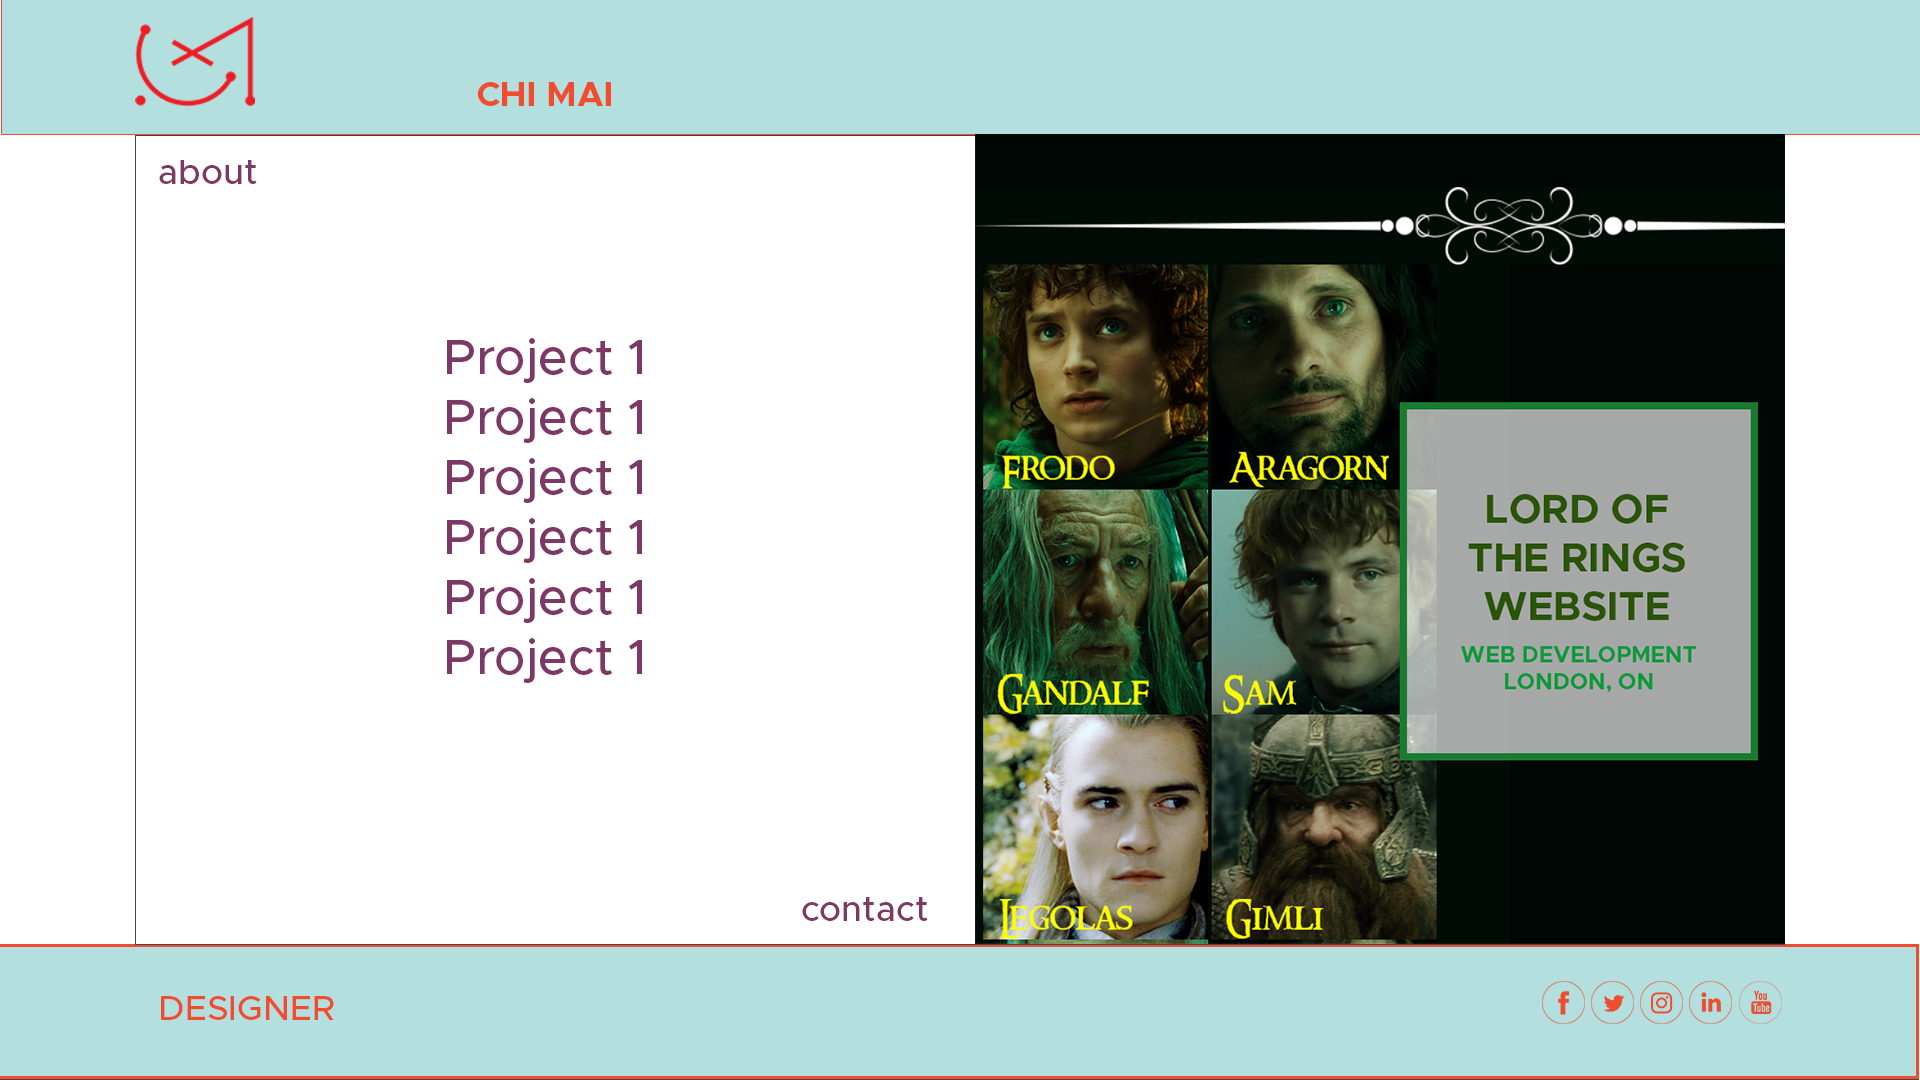 CHI MAI
about
Project 1
Project 1
Project 1
Project 1
Project 1
Project 1
contact
FRODO
ARAGORN
GANDALF
SAM
LEGOLAS
GIMLI
LORD OF
THE RINGS
WEBSITE
WEB DEVELOPMENT
LONDON, ON
DESIGNER
f
in
You
Tube